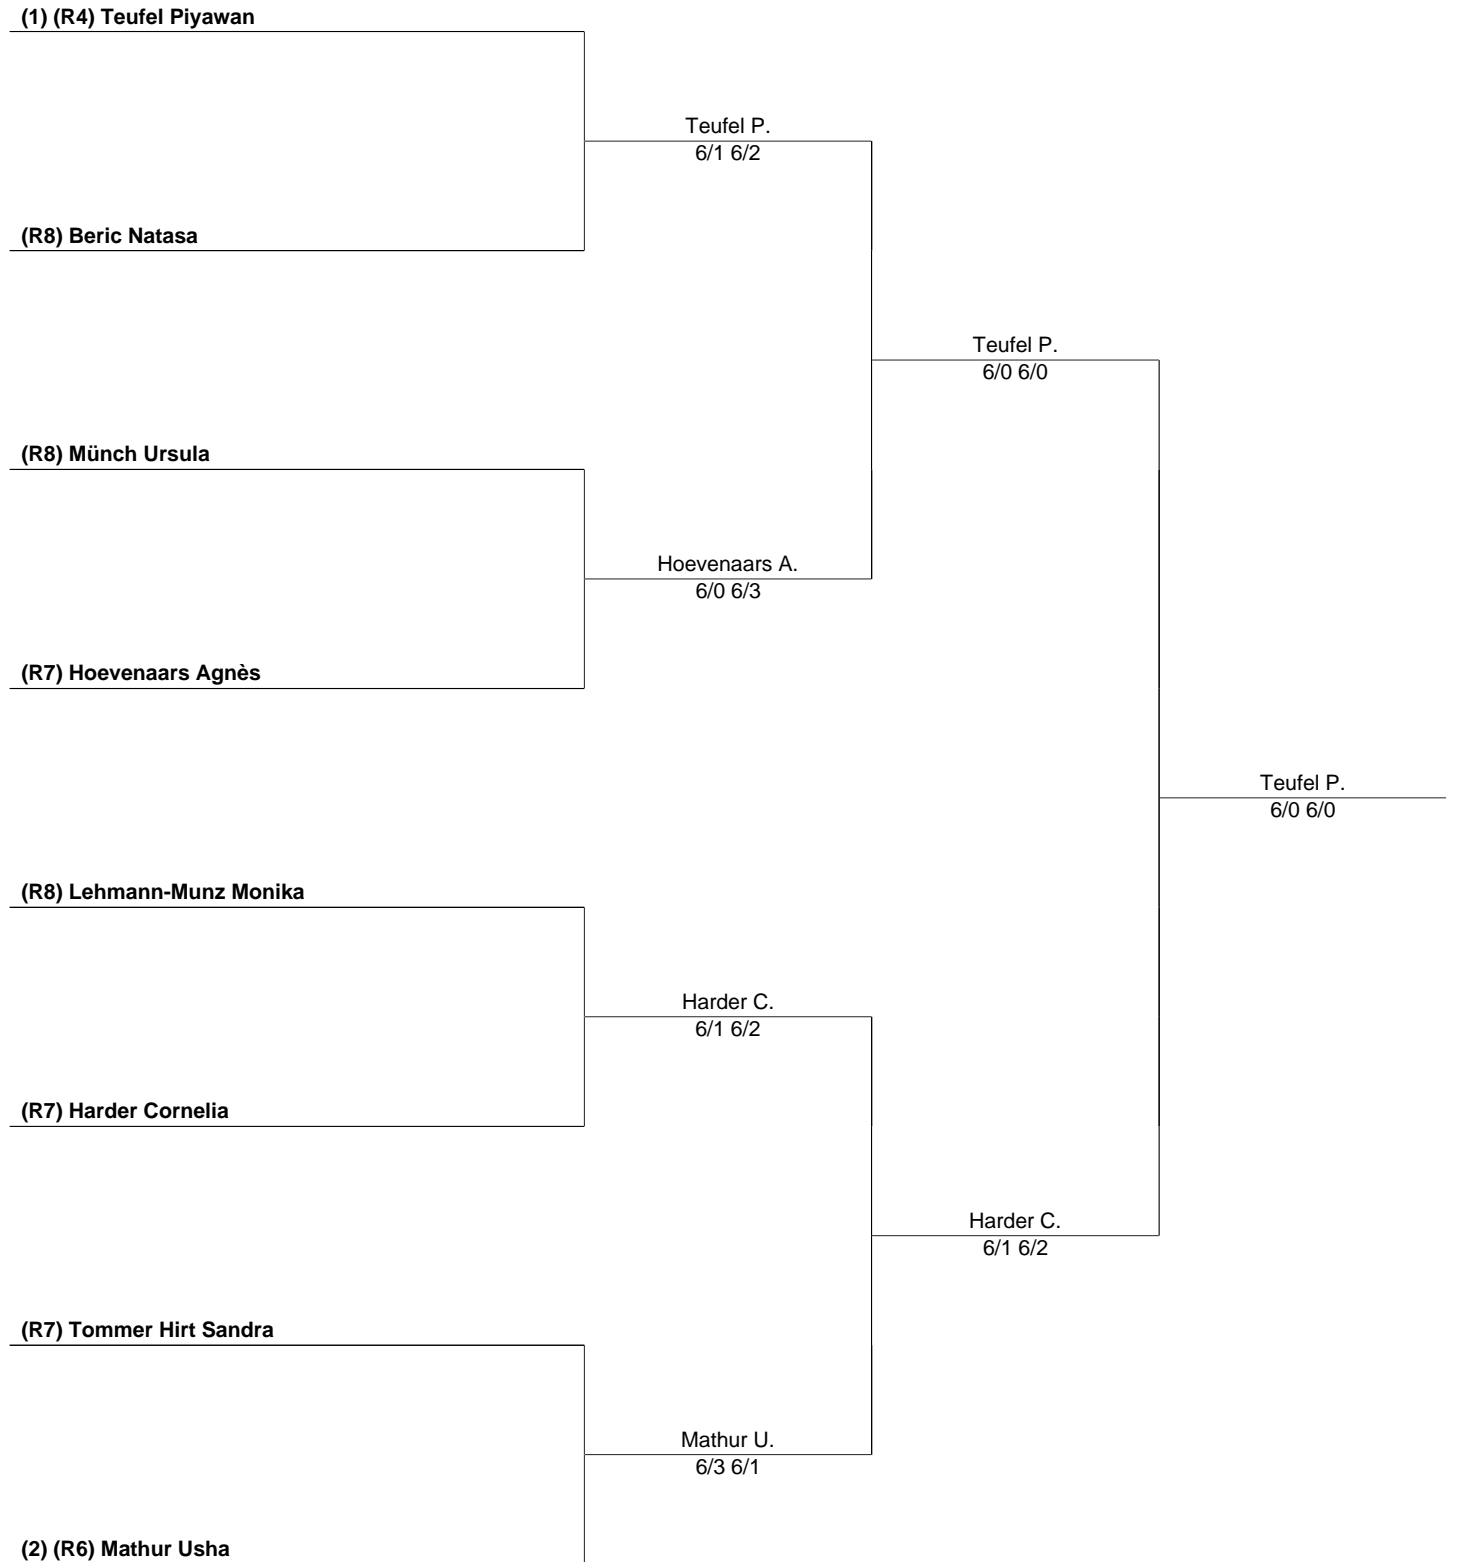 (1) (R4) Teufel Piyawan
Teufel P.
6/1 6/2
(R8) Beric Natasa
Teufel P.
6/0 6/0
(R8) Münch Ursula
Hoevenaars A.
6/0 6/3
(R7) Hoevenaars Agnès
Teufel P.
6/0 6/0
(R8) Lehmann-Munz Monika
Harder C.
6/1 6/2
(R7) Harder Cornelia
Harder C.
6/1 6/2
(R7) Tommer Hirt Sandra
Mathur U.
6/3 6/1
(2) (R6) Mathur Usha